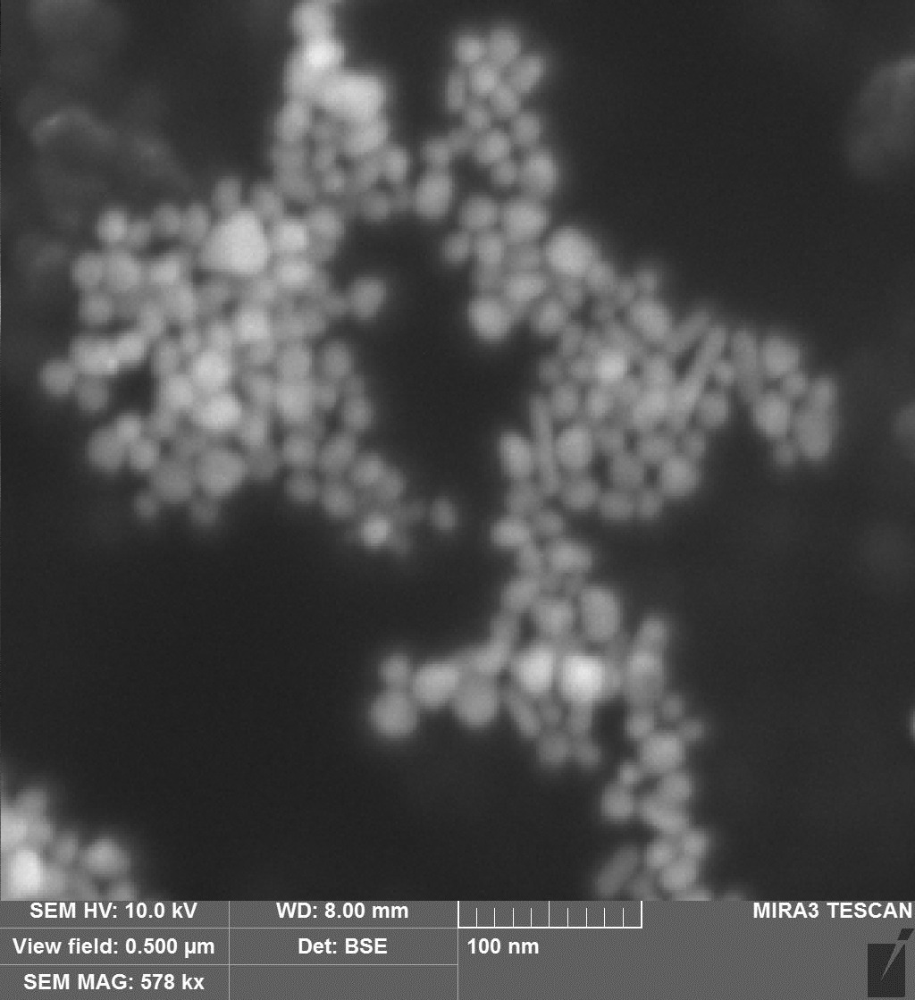 SEM HV: 10.0 kV
WD: 8.00 mm
MIRA3 TESCAN
View field: 0.500 µm
Det: BSE
100 nm
SEM MAG: 578 kx